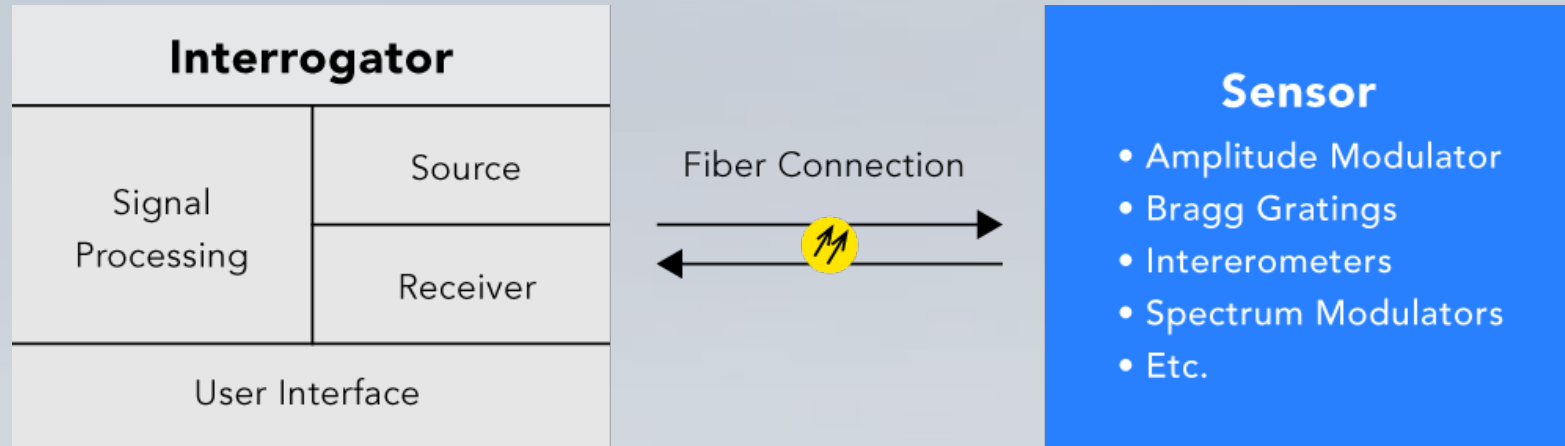 Interrogator
Signal
Processing
Source
Receiver
User Interface
Fiber Connection
Sensor
• Amplitude Modulator
• Bragg Gratings
• Intererometers
• Spectrum Modulators
• Etc.